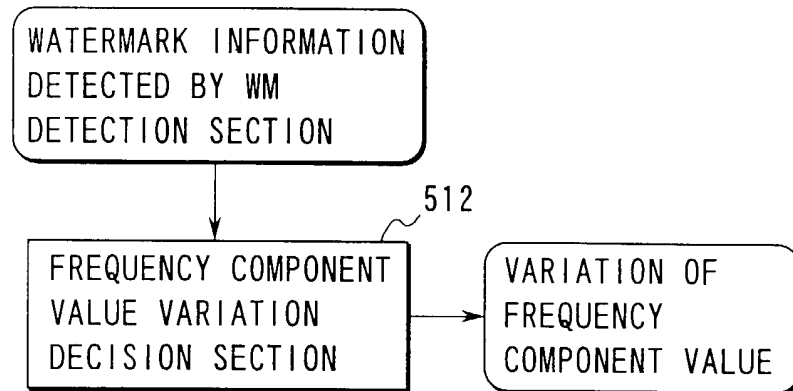 WATERMARK INFORMATION
DETECTED BY WM
DETECTION SECTION
512
FREQUENCY COMPONENT
VALUE VARIATION
DECISION SECTION
VARIATION OF
FREQUENCY
COMPONENT VALUE